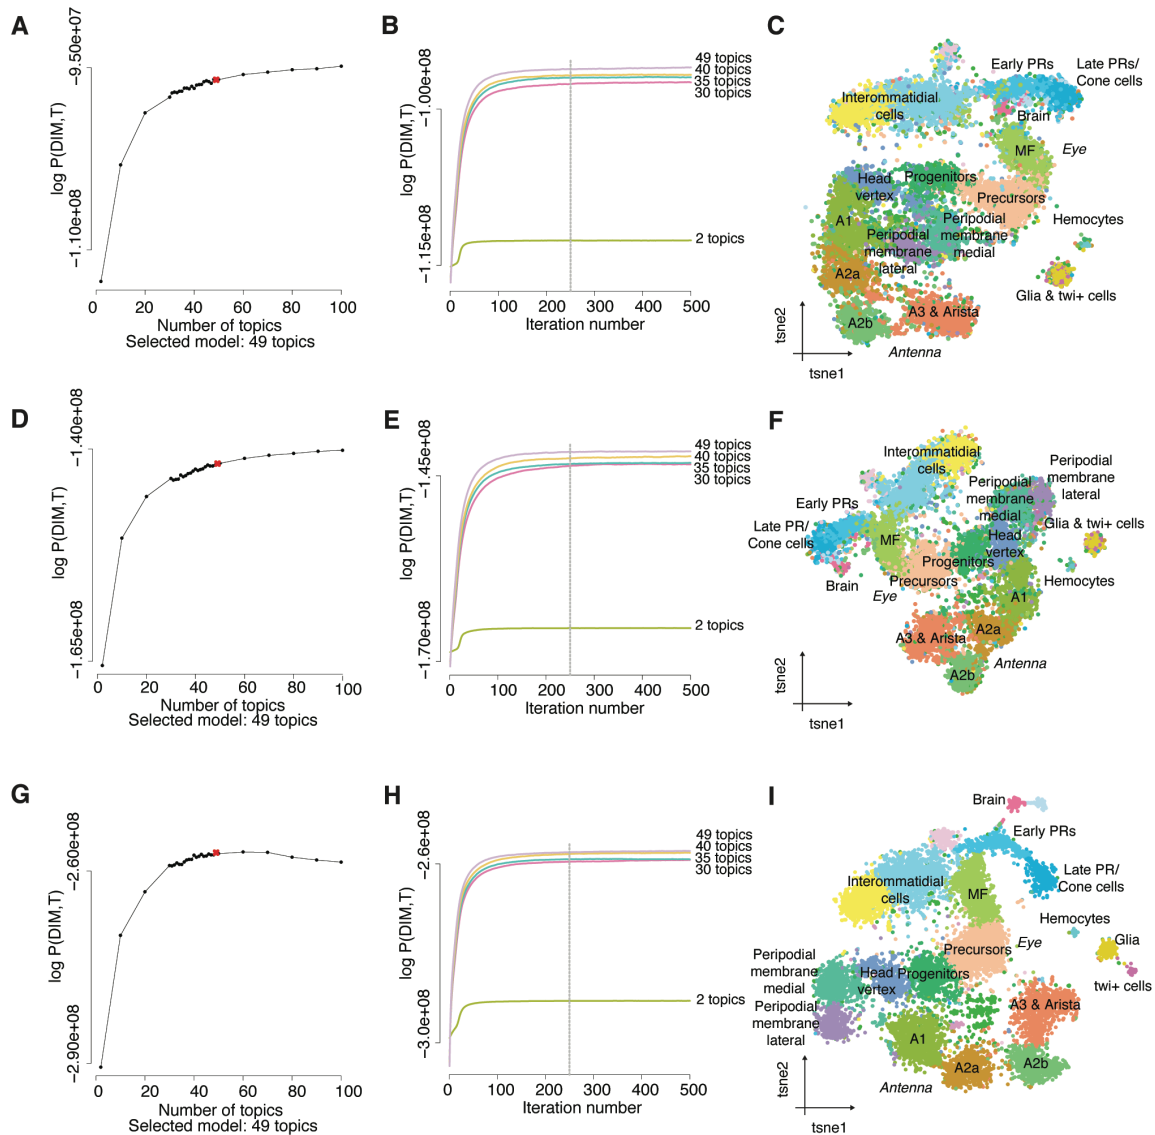 A
log P(DIM,T)
−9.50e+07
−1.10e+08
0
20
40
60
80
100
Number of topics
Selected model: 49 topics
B
log P(DIM,T)
−1.00e+08
−1.15e+08
49 topics
40 topics
35 topics
30 topics
2 topics
0
100
200
300
400
500
Iteration number
C
Early PRs
Late PRs/
Cone cells
Interommatidial
cells
Brain
MF
Eye
Head
vertex
Progenitors
Precursors
A1
Peripodial
membrane
medial
Hemocytes
Peripodial
membrane
lateral
A2a
Glia & twi+ cells
A3 & Arista
A2b
Antenna
tsne2
tsne1
D
log P(DIM,T)
−1.40e+08
−1.65e+08
0
20
40
60
80
100
Number of topics
Selected model: 49 topics
E
log P(DIM,T)
−1.45e+08
−1.70e+08
49 topics
40 topics
35 topics
30 topics
2 topics
0
100
200
300
400
500
Iteration number
F
Interommatidial
cells
Peripodial
membrane
lateral
Peripodial
membrane
medial
Early PRs
Late PR/
Cone cells
Glia & twi+ cells
MF
Head
vertex
Progenitors
Brain
Precursors
Hemocytes
Eye
A1
A3 & Arista
A2a
Antenna
A2b
tsne2
tsne1
G
log P(DIM,T)
−2.60e+08
−2.90e+08
0
20
40
60
80
100
Number of topics
Selected model: 49 topics
H
log P(DIM,T)
−2.6e+08
−3.0e+08
49 topics
40 topics
35 topics
30 topics
2 topics
0
100
200
300
400
500
Iteration number
I
Brain
Early PRs
Late PR/
Cone cells
Interommatidial
cells
MF
Hemocytes
Precursors
Eye
Glia
Peripodial
membrane
medial
Head
vertex
Progenitors
twi+ cells
Peripodial
membrane
lateral
A3 & Arista
A1
A2a
A2b
Antenna
tsne2
tsne1